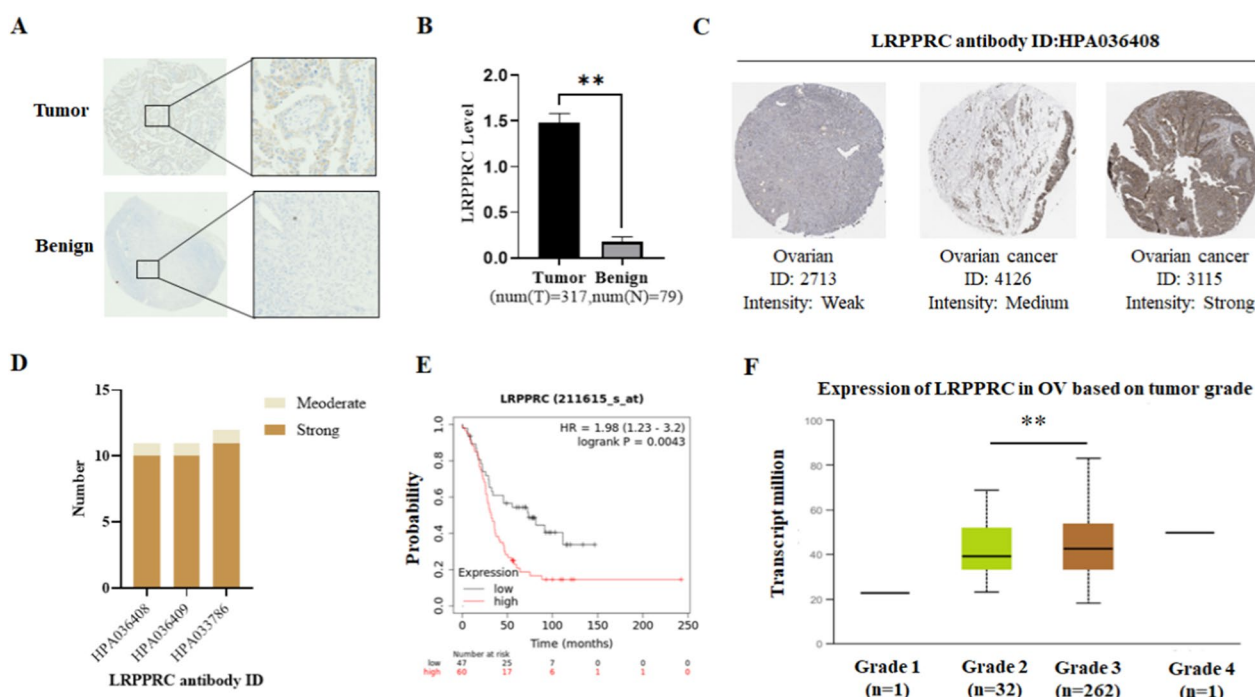 A
Tumor
Benign
B
LRPPRC Level
2.0
1.5
1.0
0.5
0.0
**
Tumor Benign
(num(T)=317,num(N)=79)
C
LRPPRC antibody ID:HPA036408
Ovarian
ID: 2713
Intensity: Weak
Ovarian cancer
ID: 4126
Intensity: Medium
Ovarian cancer
ID: 3115
Intensity: Strong
D
Number
15
10
5
0
Meoderate
Strong
HPA036408
HPA036409
HPA033786
LRPPRC antibody ID
E
LRPPRC (211615_s_at)
HR = 1.98 (1.23 - 3.2)
logrank P = 0.0043
Probability
1.0
0.8
0.6
0.4
0.2
0.0
Expression
low
high
0 50 100 150 200 250
Time (months)
Number at risk
low 47 25 7 0 0 0
high 60 17 6 1 1 0
F
Expression of LRPPRC in OV based on tumor grade
Transcript million
100
80
60
40
20
0
**
Grade 1
(n=1)
Grade 2
(n=32)
Grade 3
(n=262)
Grade 4
(n=1)